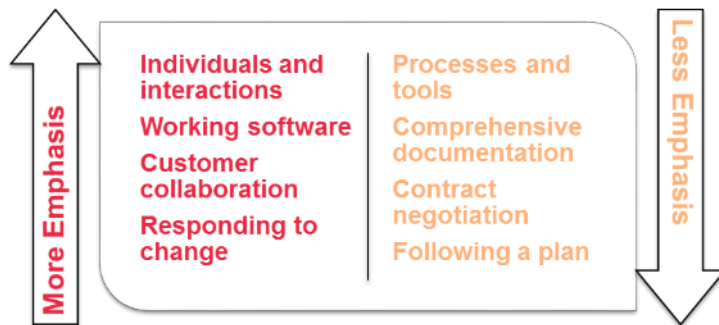 More Emphasis
Individuals and
interactions
Working software
Customer
collaboration
Responding to
change
Processes and
tools
Comprehensive
documentation
Contract
negotiation
Following a plan
Less Emphasis